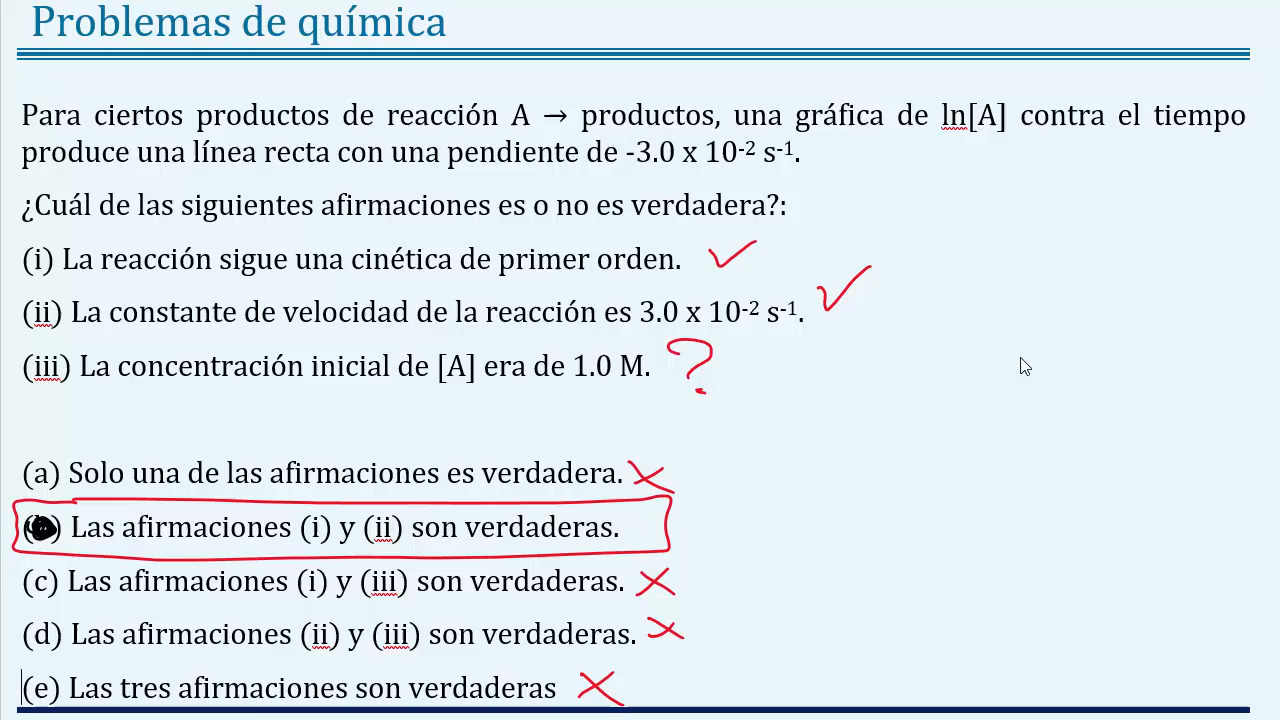 Problemas de química
Para ciertos productos de reacción A → productos, una gráfica de ln[A] contra el tiempo
produce una línea recta con una pendiente de -3.0 x 10⁻² s⁻¹.
¿Cuál de las siguientes afirmaciones es o no es verdadera?:
(i) La reacción sigue una cinética de primer orden. ✓
(ii) La constante de velocidad de la reacción es 3.0 x 10⁻² s⁻¹. ✓
(iii) La concentración inicial de [A] era de 1.0 M. ?
(a) Solo una de las afirmaciones es verdadera. ✗
(b) Las afirmaciones (i) y (ii) son verdaderas.
(c) Las afirmaciones (i) y (iii) son verdaderas. ✗
(d) Las afirmaciones (ii) y (iii) son verdaderas. ✗
(e) Las tres afirmaciones son verdaderas ✗